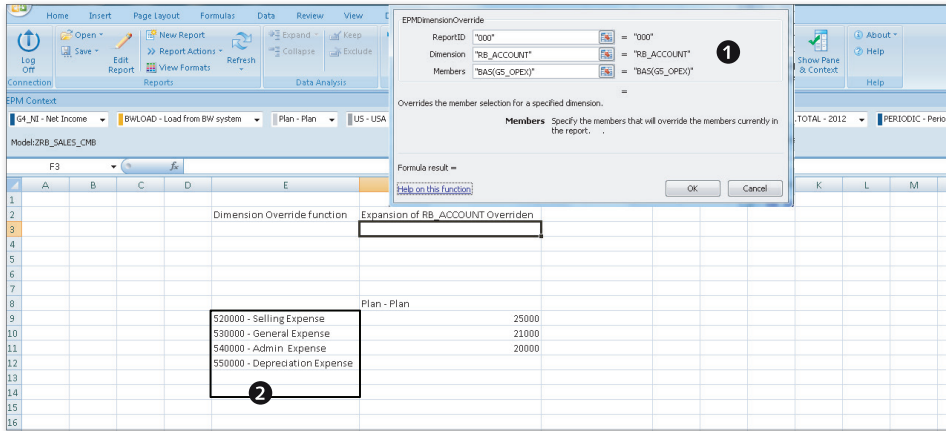 Home Insert Page Layout Formulas Data Review View
Open New Report Expand Keep
Save Report Actions Collapse Exclude
Log Off Edit Report View Formats Refresh
Connection Reports Data Analysis
EPM Context
G4_NI - Net Income BWLOAD - Load from BW system Plan - Plan US - USA
Model:ZRB_SALES_CMB
F3 fx
EPMDimensionOverride
ReportID "000" = "000"
Dimension "RB_ACCOUNT" = "RB_ACCOUNT"
Members "BAS(G5_OPEX)" = "BAS(G5_OPEX)"
1
=
Overrides the member selection for a specified dimension.
Members Specify the members that will override the members currently in
the report. .
Formula result =
Help on this function
OK Cancel
Show Pane & Context
About
Help
Help
.TOTAL - 2012 PERIODIC - Perio
A B C D E K L M
1
2 Dimension Override function Expansion of RB_ACCOUNT Overriden
3
4
5
6
7
8 Plan - Plan
9 520000 - Selling Expense 25000
10 530000 - General Expense 21000
11 540000 - Admin Expense 20000
12 550000 - Depreciation Expense
13
14 2
15
16